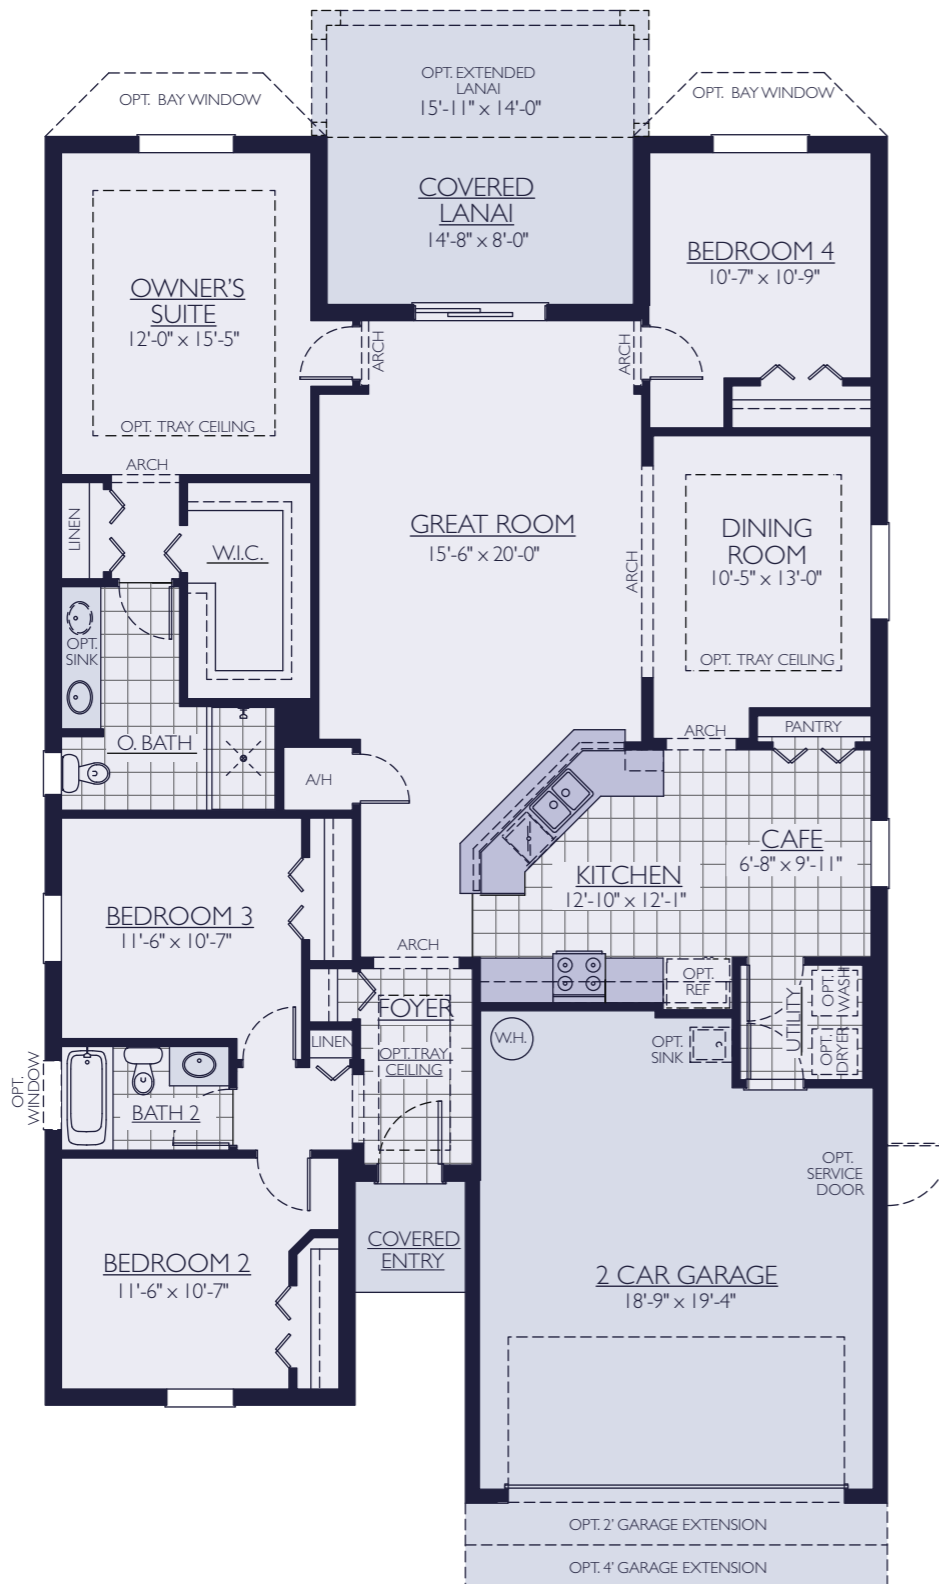 OPT. EXTENDED
LANAI
15'-11" x 14'-0"
OPT. BAY WINDOW
OPT. BAY WINDOW
COVERED
LANAI
14'-8" x 8'-0"
OWNER'S
SUITE
12'-0" x 15'-5"
OPT. TRAY CEILING
BEDROOM 4
10'-7" x 10'-9"
ARCH
ARCH
ARCH
LINEN
W.I.C.
GREAT ROOM
15'-6" x 20'-0"
ARCH
DINING
ROOM
10'-5" x 13'-0"
OPT. TRAY CEILING
OPT.
SINK
O. BATH
A/H
ARCH
PANTRY
CAFE
6'-8" x 9'-11"
KITCHEN
12'-10" x 12'-1"
BEDROOM 3
11'-6" x 10'-7"
ARCH
FOYER
OPT. TRAY
CEILING
LINEN
OPT.
REF
UTILITY
OPT.
WASH
OPT.
DRYER
W.H.
OPT.
SINK
OPT.
WINDOW
BATH 2
OPT.
SERVICE
DOOR
COVERED
ENTRY
BEDROOM 2
11'-6" x 10'-7"
2 CAR GARAGE
18'-9" x 19'-4"
OPT. 2' GARAGE EXTENSION
OPT. 4' GARAGE EXTENSION